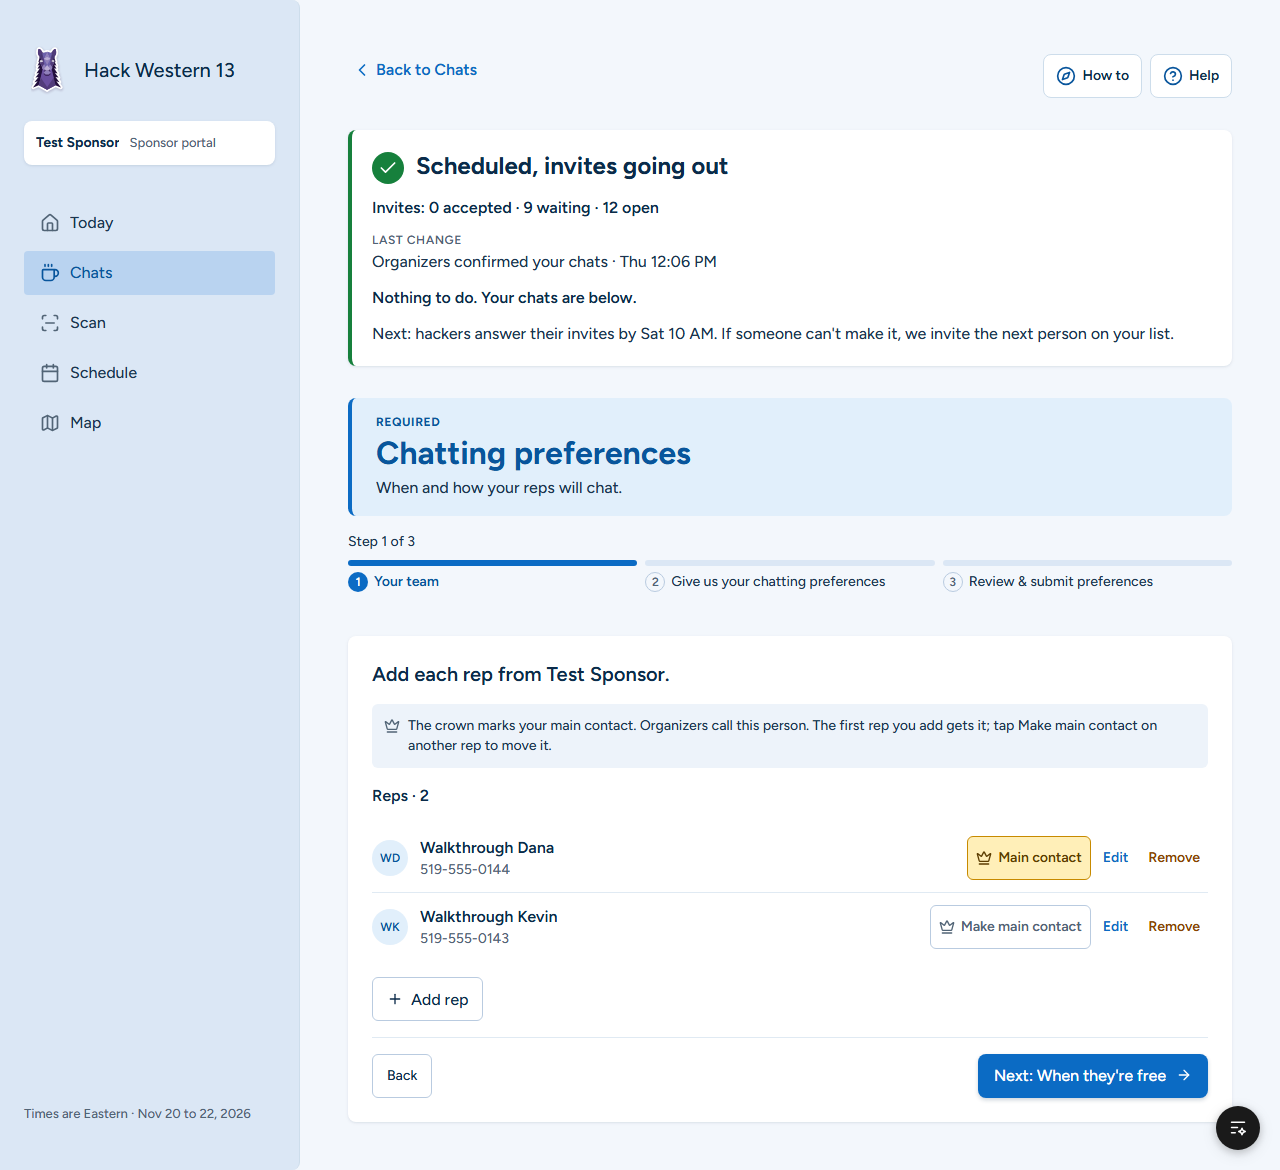 Hack Western 13
Test Sponsor Sponsor portal
Today
Chats
Scan
Schedule
Map
Times are Eastern · Nov 20 to 22, 2026
Back to Chats
How to
Help
Scheduled, invites going out
Invites: 0 accepted · 9 waiting · 12 open
LAST CHANGE
Organizers confirmed your chats · Thu 12:06 PM
Nothing to do. Your chats are below.
Next: hackers answer their invites by Sat 10 AM. If someone can't make it, we invite the next person on your list.
REQUIRED
Chatting preferences
When and how your reps will chat.
Step 1 of 3
1 Your team
2 Give us your chatting preferences
3 Review & submit preferences
Add each rep from Test Sponsor.
The crown marks your main contact. Organizers call this person. The first rep you add gets it; tap Make main contact on
another rep to move it.
Reps · 2
WD
Walkthrough Dana
519-555-0144
Main contact
Edit
Remove
WK
Walkthrough Kevin
519-555-0143
Make main contact
Edit
Remove
Add rep
Back
Next: When they're free